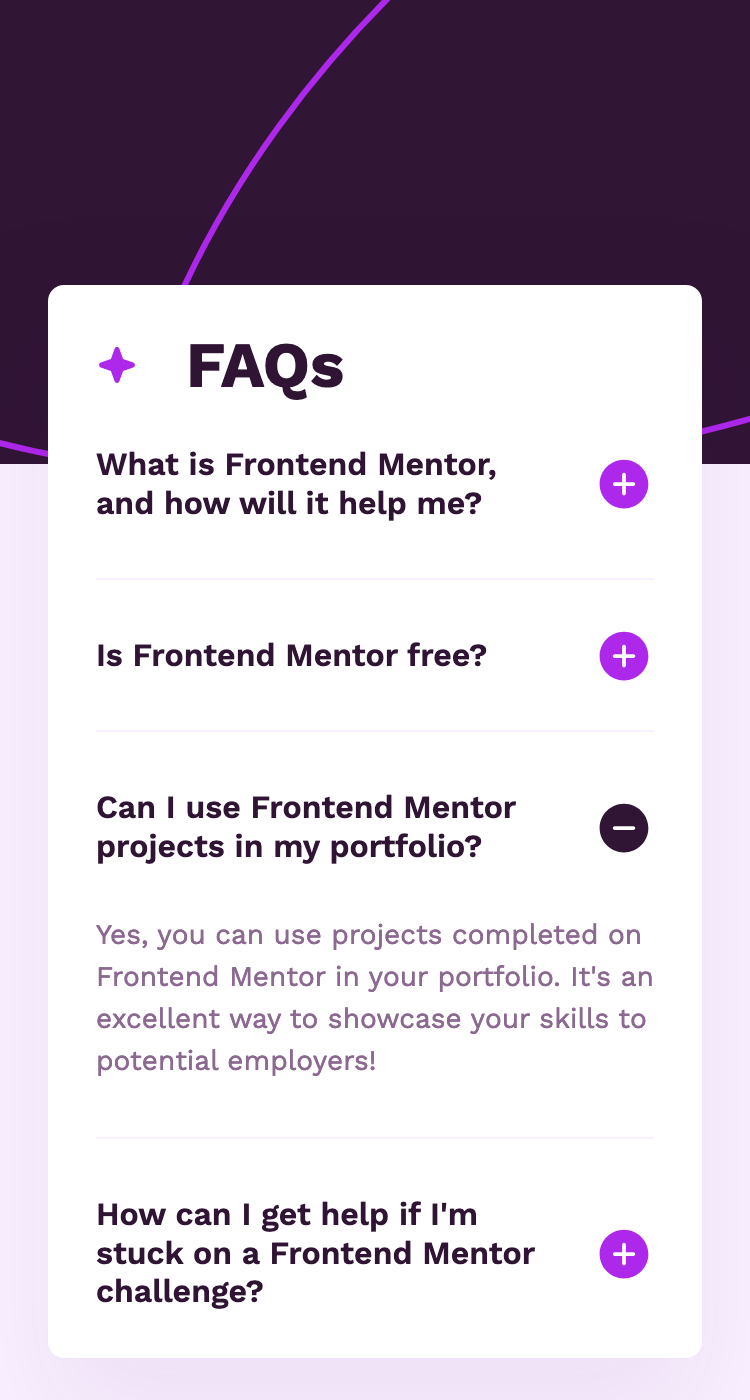 FAQs
What is Frontend Mentor,
and how will it help me?
Is Frontend Mentor free?
Can I use Frontend Mentor
projects in my portfolio?
Yes, you can use projects completed on
Frontend Mentor in your portfolio. It's an
excellent way to showcase your skills to
potential employers!
How can I get help if I'm
stuck on a Frontend Mentor
challenge?